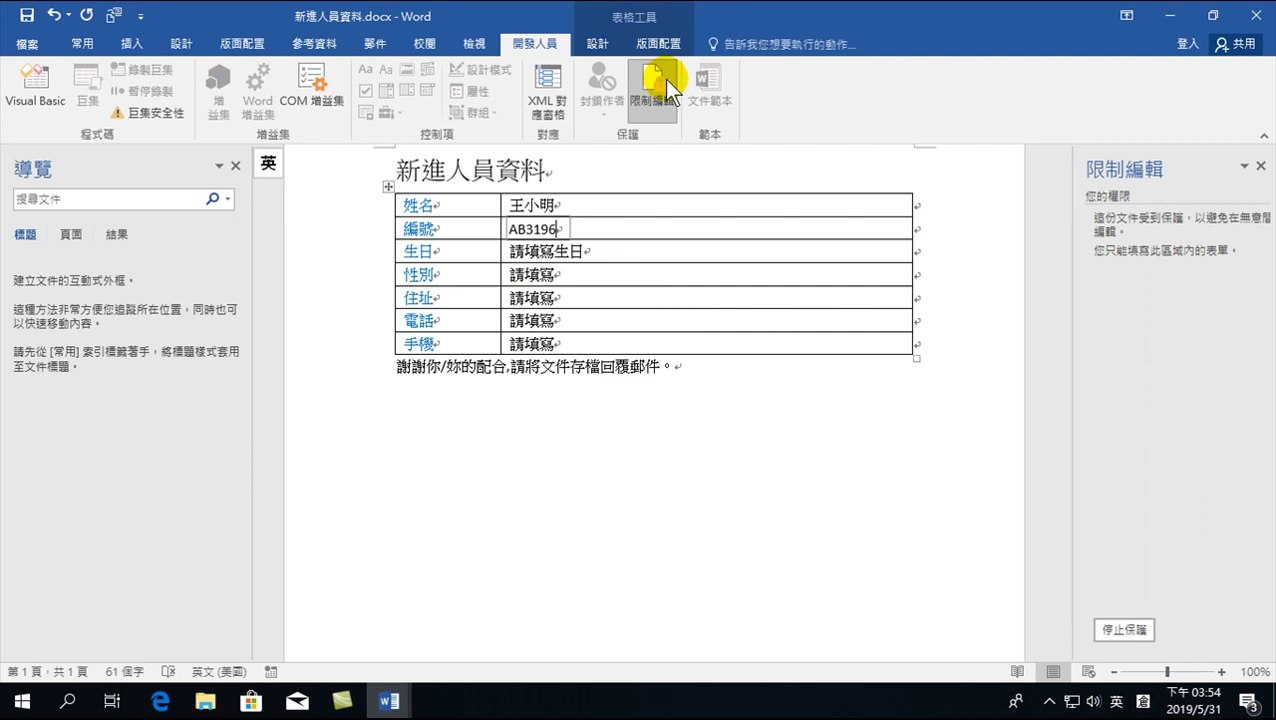 新進人員資料.docx - Word
表格工具
檔案 常用 插入 設計 版面配置 參考資料 郵件 校閱 檢視 開發人員 設計 版面配置 告訴我您想要執行的動作... 登入 共用
Visual Basic
巨集
錄製巨集
暫停錄製
巨集安全性
程式碼
增益集
Word 增益集
COM 增益集
增益集
Aa Aa
設計模式
屬性
群組
控制項
XML 對應窗格
對應
封鎖作者
限制編輯
保護
文件範本
範本
導覽
搜尋文件
標題 頁面 結果
建立文件的互動式外框。
這種方法非常方便您追蹤所在位置，同時也可
以快速移動內容。
請先從 [常用] 索引標籤著手，將標題樣式套用
至文件標題。
英
新進人員資料
姓名 王小明
編號 AB3196
生日 請填寫生日
性別 請填寫
住址 請填寫
電話 請填寫
手機 請填寫
謝謝你/妳的配合,請將文件存檔回覆郵件。
限制編輯
您的權限
這份文件受到保護，以避免在無意間
編輯。
您只能填寫此區域內的表單。
停止保護
第 1 頁，共 1 頁 61 個字 英文 (美國) 100%
英 倉 下午 03:54
2019/5/31
3